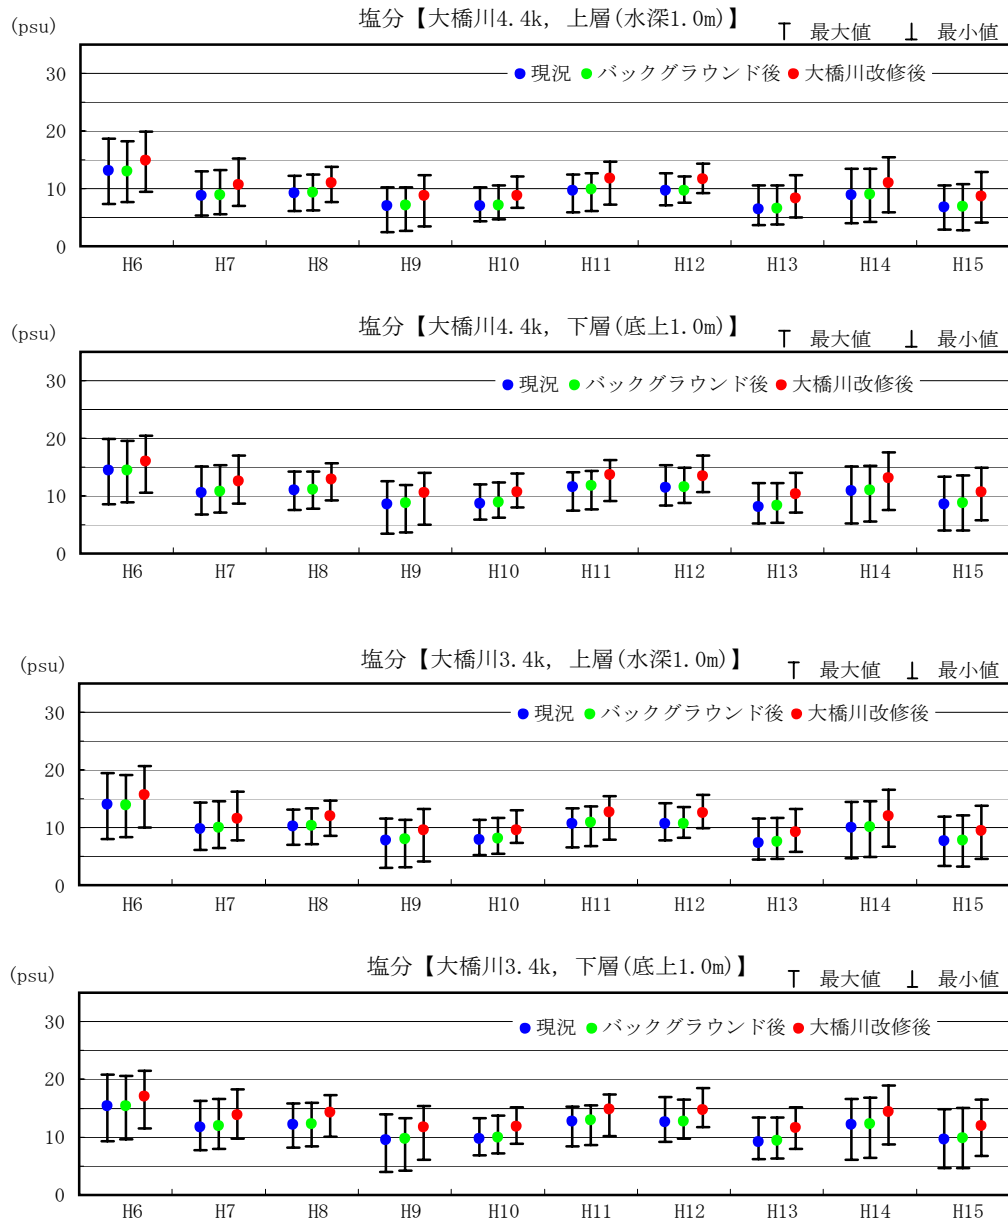 塩分【大橋川4.4k, 上層(水深1.0m)】
(psu)
最大値 最小値
30
現況 バックグラウンド後 大橋川改修後
20
10
0
H6 H7 H8 H9 H10 H11 H12 H13 H14 H15
塩分【大橋川4.4k, 下層(底上1.0m)】
(psu)
最大値 最小値
30
現況 バックグラウンド後 大橋川改修後
20
10
0
H6 H7 H8 H9 H10 H11 H12 H13 H14 H15
塩分【大橋川3.4k, 上層(水深1.0m)】
(psu)
最大値 最小値
30
現況 バックグラウンド後 大橋川改修後
20
10
0
H6 H7 H8 H9 H10 H11 H12 H13 H14 H15
塩分【大橋川3.4k, 下層(底上1.0m)】
(psu)
最大値 最小値
30
現況 バックグラウンド後 大橋川改修後
20
10
0
H6 H7 H8 H9 H10 H11 H12 H13 H14 H15